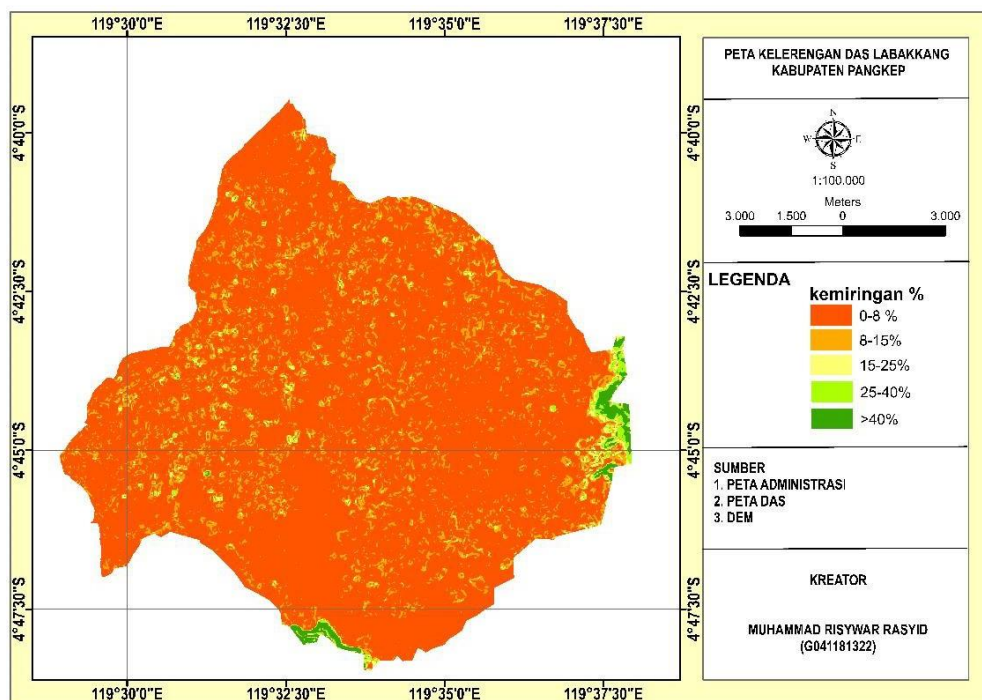 119°30'0"E 119°32'30"E 119°35'0"E 119°37'30"E
4°40'0"S 4°40'0"S
4°42'30"S 4°42'30"S
4°45'0"S 4°45'0"S
4°47'30"S 4°47'30"S
119°30'0"E 119°32'30"E 119°35'0"E 119°37'30"E
PETA KELERENGAN DAS LABAKKANG
KABUPATEN PANGKEP
N
W E
S
1:100.000
Meters
3.000 1.500 0 3.000
LEGENDA
kemiringan %
0-8 %
8-15%
15-25%
25-40%
>40%
SUMBER
1. PETA ADMINISTRASI
2. PETA DAS
3. DEM
KREATOR
MUHAMMAD RISYWAR RASYID
(G041181322)